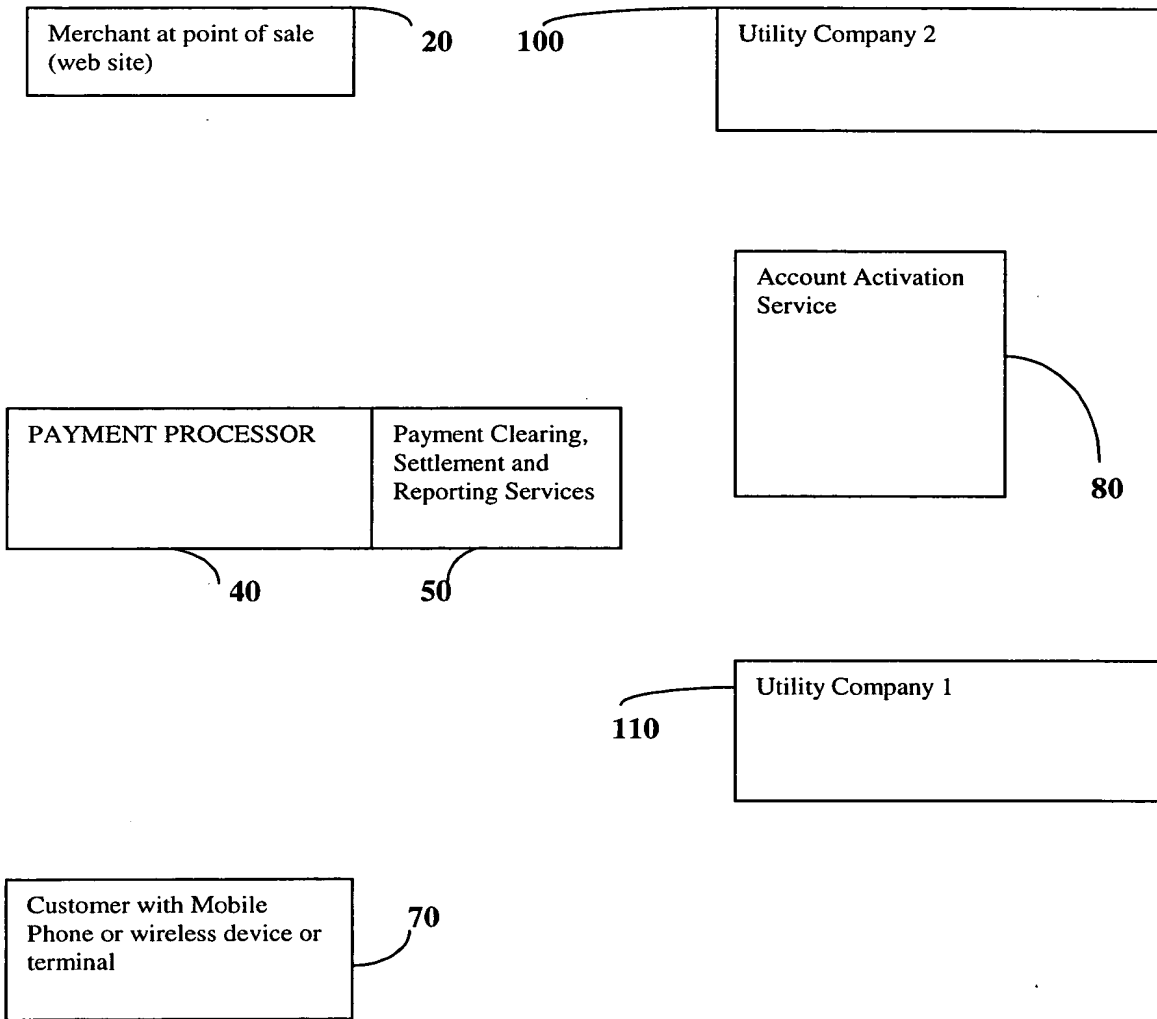 Merchant at point of sale
(web site)
20
100
Utility Company 2
Account Activation
Service
80
PAYMENT PROCESSOR
Payment Clearing,
Settlement and
Reporting Services
40
50
Utility Company 1
110
Customer with Mobile
Phone or wireless device or
terminal
70